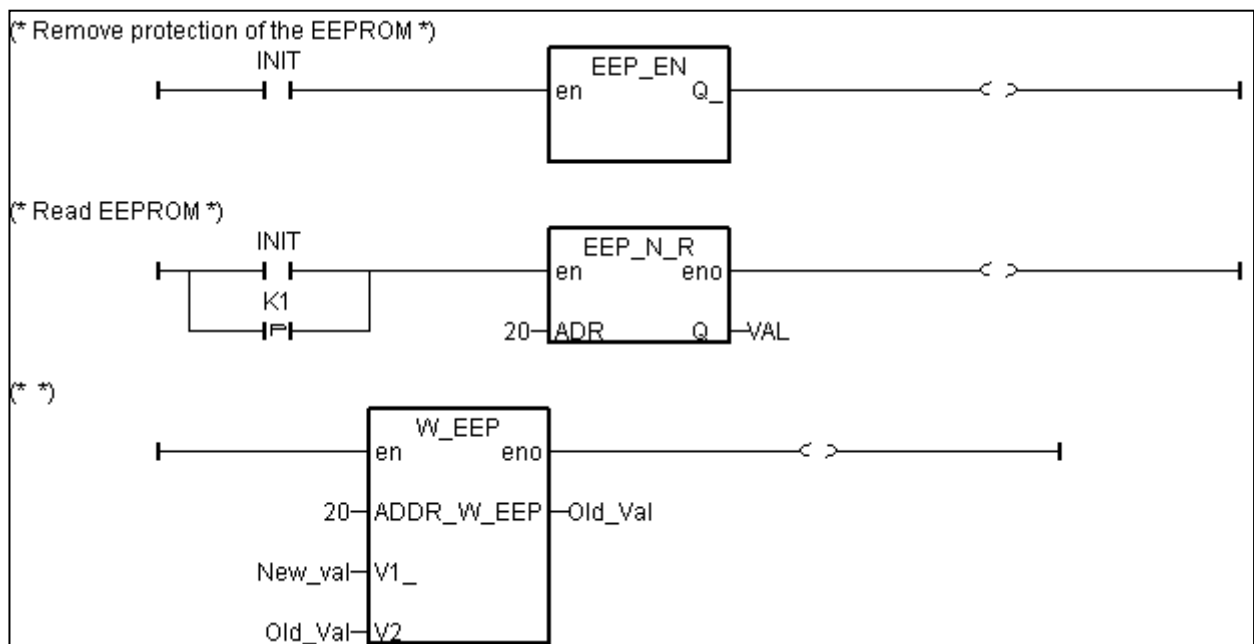 (* Remove protection of the EEPROM *)
INIT
EEP_EN
en Q_
(* Read EEPROM *)
INIT
EEP_N_R
en eno
K1
P
20 ADR Q_ VAL
(* *)
W_EEP
en eno
20 ADDR_W_EEP Old_Val
New_val V1_
Old_Val V2